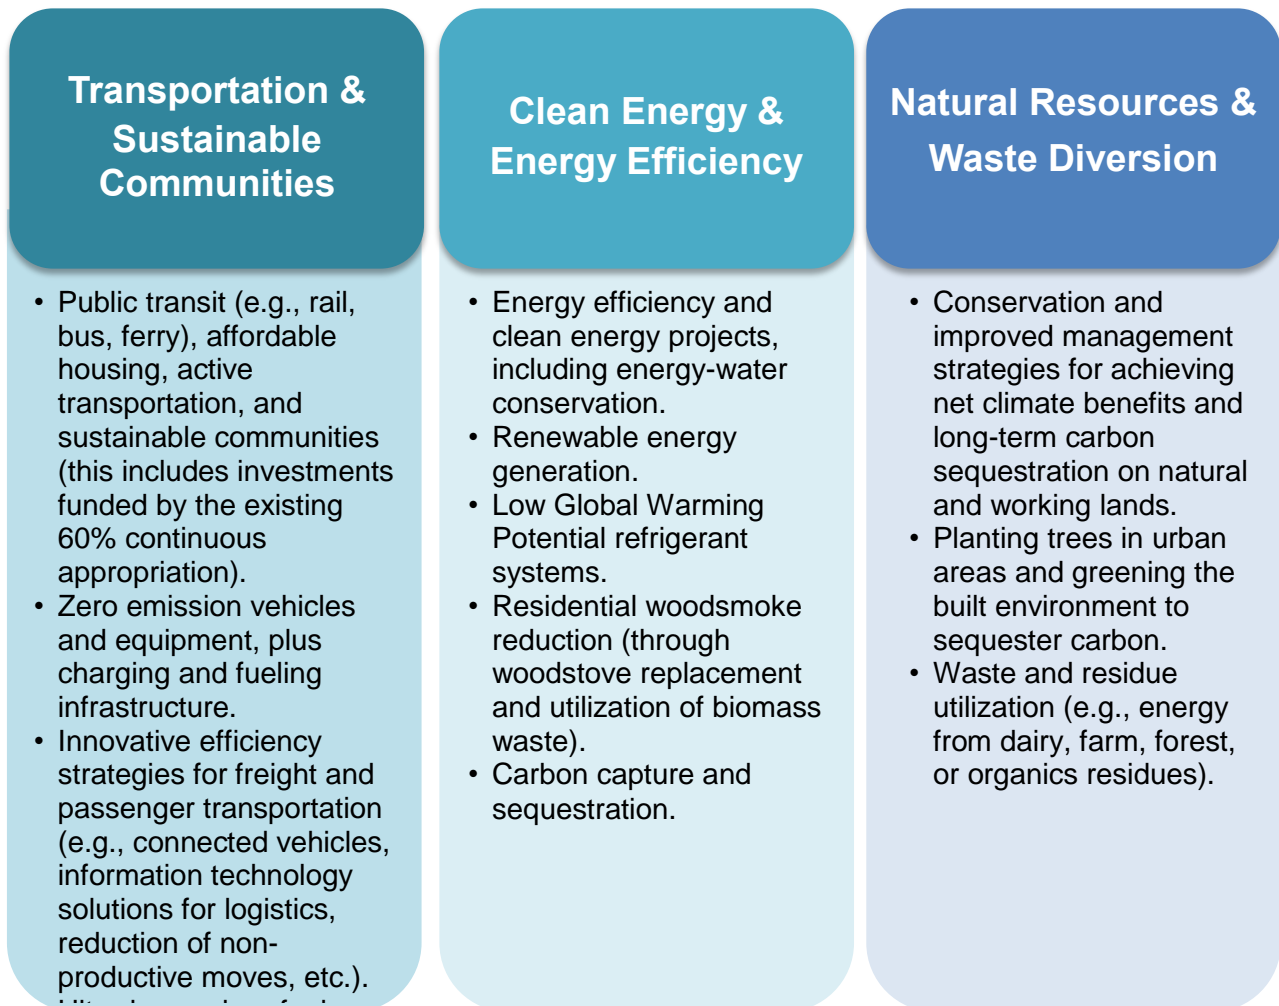 Transportation &
Sustainable
Communities
• Public transit (e.g., rail,
bus, ferry), affordable
housing, active
transportation, and
sustainable communities
(this includes investments
funded by the existing
60% continuous
appropriation).
• Zero emission vehicles
and equipment, plus
charging and fueling
infrastructure.
• Innovative efficiency
strategies for freight and
passenger transportation
(e.g., connected vehicles,
information technology
solutions for logistics,
reduction of non-
productive moves, etc.).
Clean Energy &
Energy Efficiency
• Energy efficiency and
clean energy projects,
including energy-water
conservation.
• Renewable energy
generation.
• Low Global Warming
Potential refrigerant
systems.
• Residential woodsmoke
reduction (through
woodstove replacement
and utilization of biomass
waste).
• Carbon capture and
sequestration.
Natural Resources &
Waste Diversion
• Conservation and
improved management
strategies for achieving
net climate benefits and
long-term carbon
sequestration on natural
and working lands.
• Planting trees in urban
areas and greening the
built environment to
sequester carbon.
• Waste and residue
utilization (e.g., energy
from dairy, farm, forest,
or organics residues).